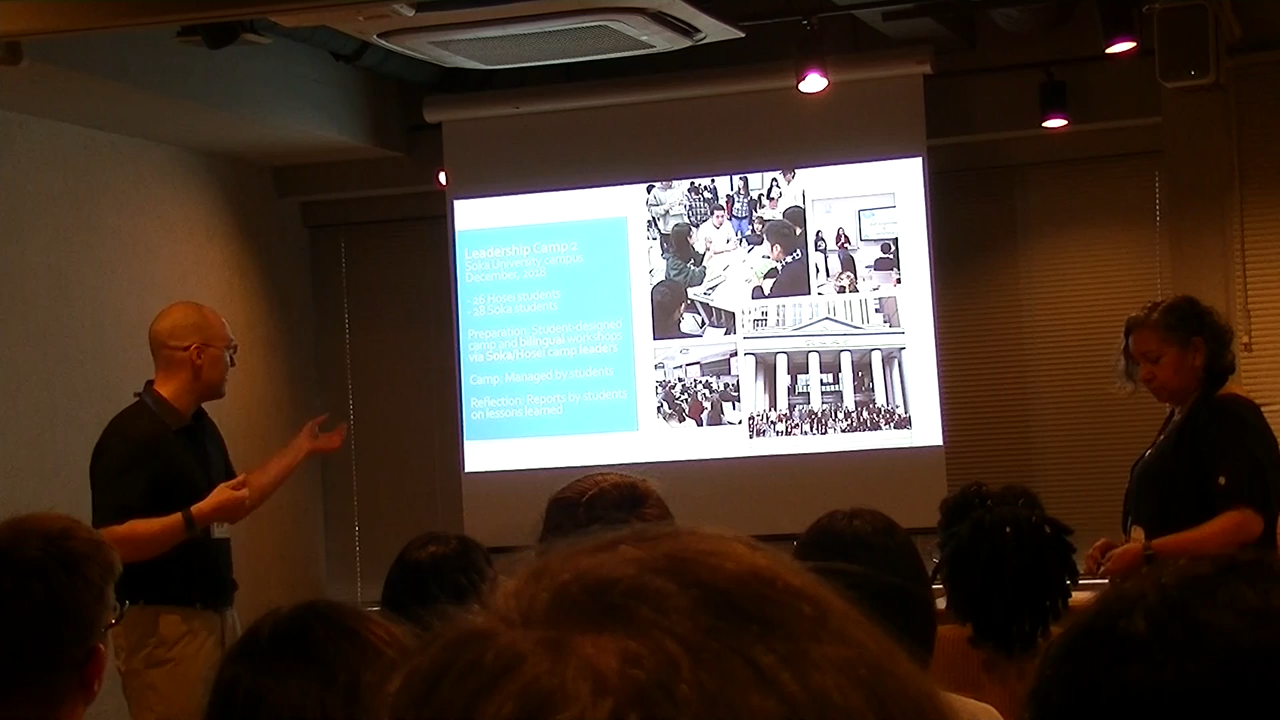 Leadership Camp 2
Soka University campus
December, 2018
- 26 Hosei students
- 28 Soka students
Preparation: Student-designed
camp and bilingual workshops
via Soka/Hosei camp leaders
Camp: Managed by students
Reflection: Reports by students
on lessons learned